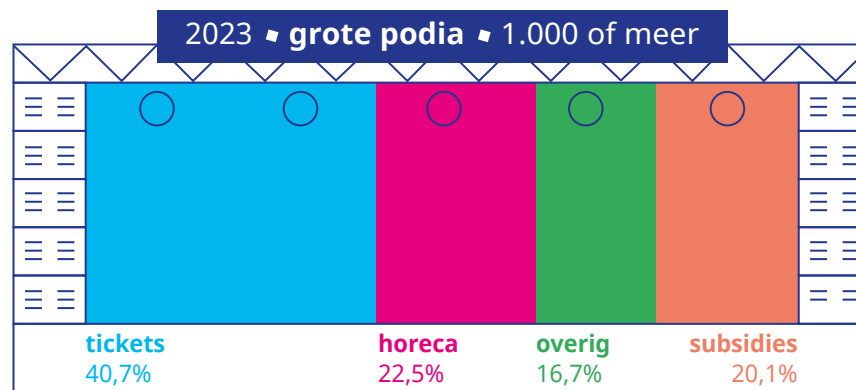 2023 ▪ grote podia ▪ 1.000 of meer
tickets horeca overig subsidies
40,7% 22,5% 16,7% 20,1%